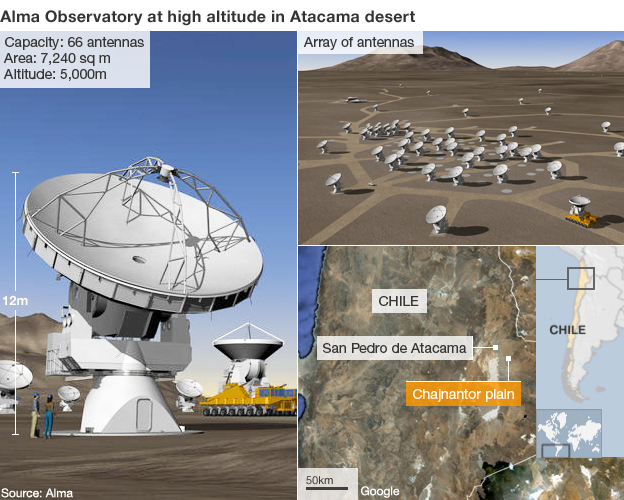 Alma Observatory at high altitude in Atacama desert
Capacity: 66 antennas
Area: 7,240 sq m
Altitude: 5,000m
12m
Source: Alma
Array of antennas
CHILE
San Pedro de Atacama
Chajnantor plain
50km
Google
CHILE